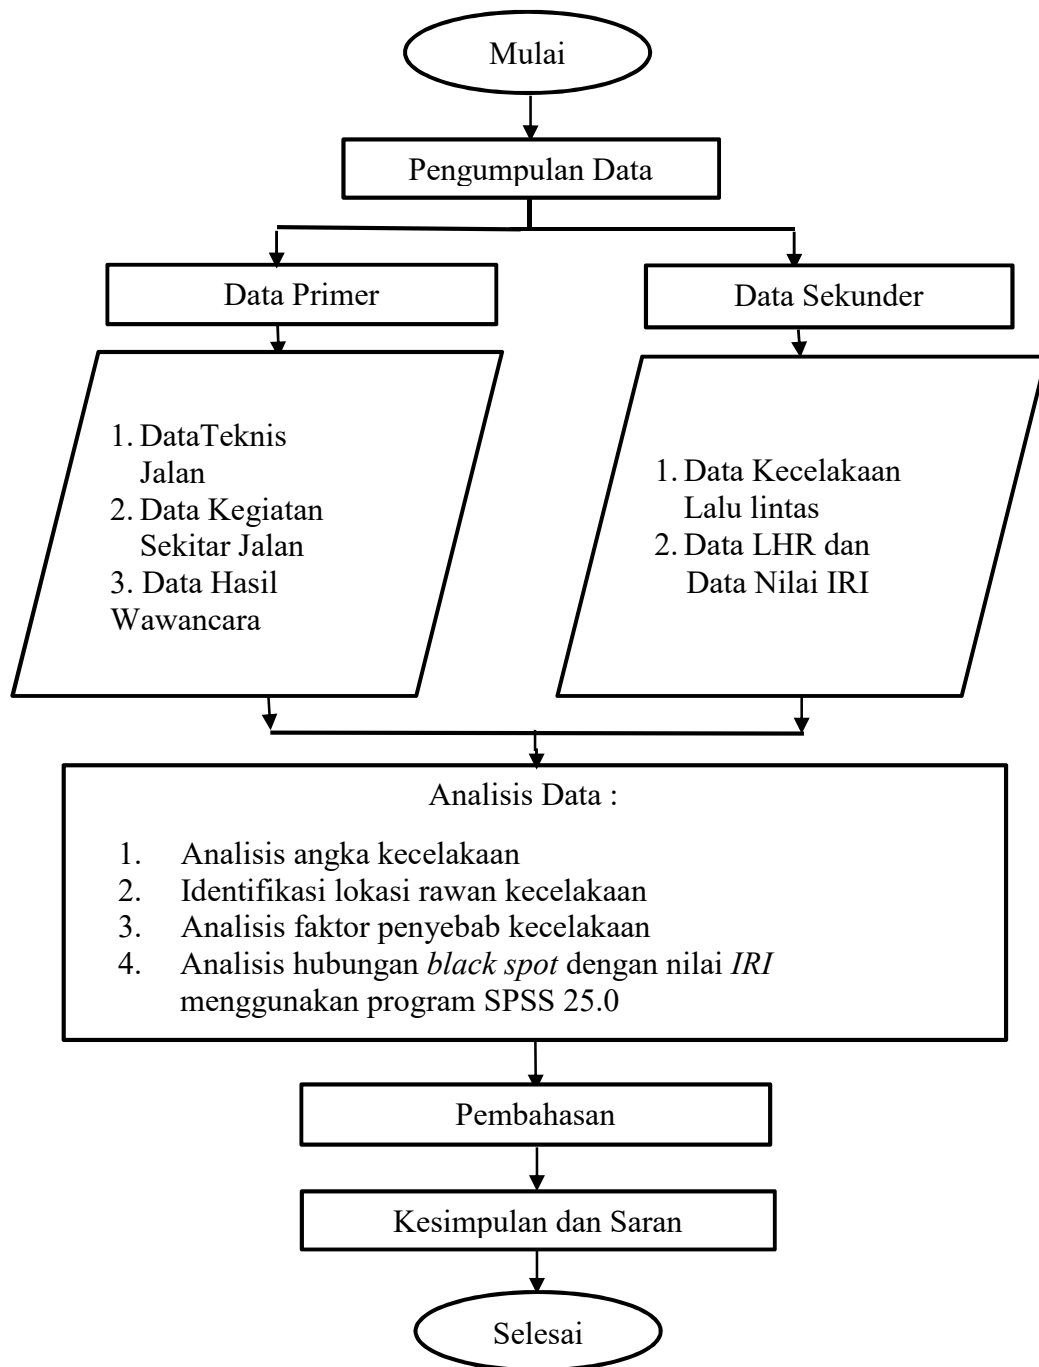 Mulai
Pengumpulan Data
Data Primer
Data Sekunder
1. DataTeknis
Jalan
2. Data Kegiatan
Sekitar Jalan
3. Data Hasil
Wawancara
1. Data Kecelakaan
Lalu lintas
2. Data LHR dan
Data Nilai IRI
Analisis Data :
1. Analisis angka kecelakaan
2. Identifikasi lokasi rawan kecelakaan
3. Analisis faktor penyebab kecelakaan
4. Analisis hubungan black spot dengan nilai IRI
menggunakan program SPSS 25.0
Pembahasan
Kesimpulan dan Saran
Selesai